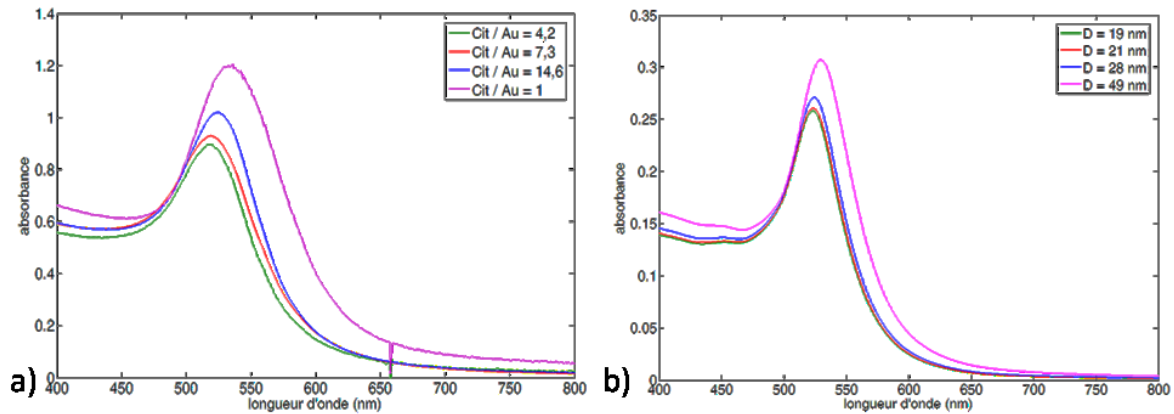 1.4
1.2
1
0.8
0.6
0.4
0.2
0
absorbance
400 450 500 550 600 650 700 750 800
longueur d'onde (nm)
Cit / Au = 4,2
Cit / Au = 7,3
Cit / Au = 14,6
Cit / Au = 1
a)
0.35
0.3
0.25
0.2
0.15
0.1
0.05
0
absorbance
400 450 500 550 600 650 700 750 800
longueur d'onde (nm)
D = 19 nm
D = 21 nm
D = 28 nm
D = 49 nm
b)